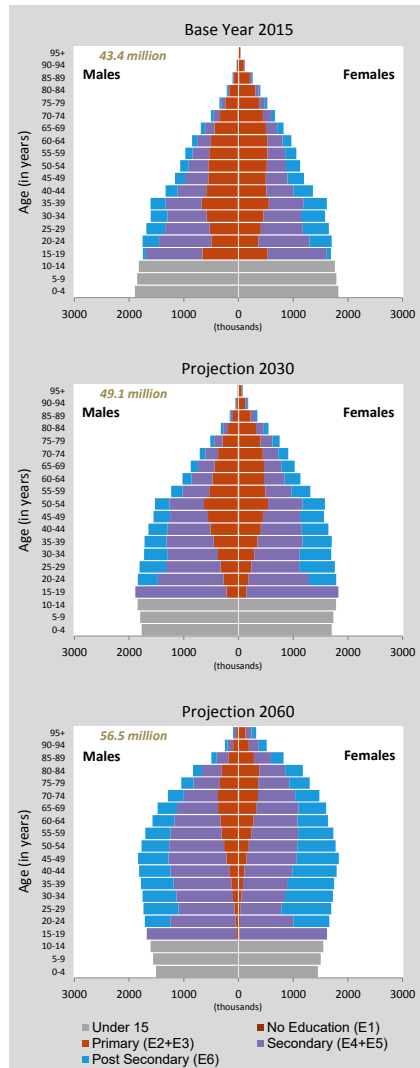 Base Year 2015
43.4 million
Males
Females
Age (in years)
95+
90-94
85-89
80-84
75-79
70-74
65-69
60-64
55-59
50-54
45-49
40-44
35-39
30-34
25-29
20-24
15-19
10-14
5-9
0-4
3000 2000 1000 0 1000 2000 3000
(thousands)
Projection 2030
49.1 million
Males
Females
Age (in years)
95+
90-94
85-89
80-84
75-79
70-74
65-69
60-64
55-59
50-54
45-49
40-44
35-39
30-34
25-29
20-24
15-19
10-14
5-9
0-4
3000 2000 1000 0 1000 2000 3000
(thousands)
Projection 2060
56.5 million
Males
Females
Age (in years)
95+
90-94
85-89
80-84
75-79
70-74
65-69
60-64
55-59
50-54
45-49
40-44
35-39
30-34
25-29
20-24
15-19
10-14
5-9
0-4
3000 2000 1000 0 1000 2000 3000
(thousands)
Under 15
No Education (E1)
Primary (E2+E3)
Secondary (E4+E5)
Post Secondary (E6)